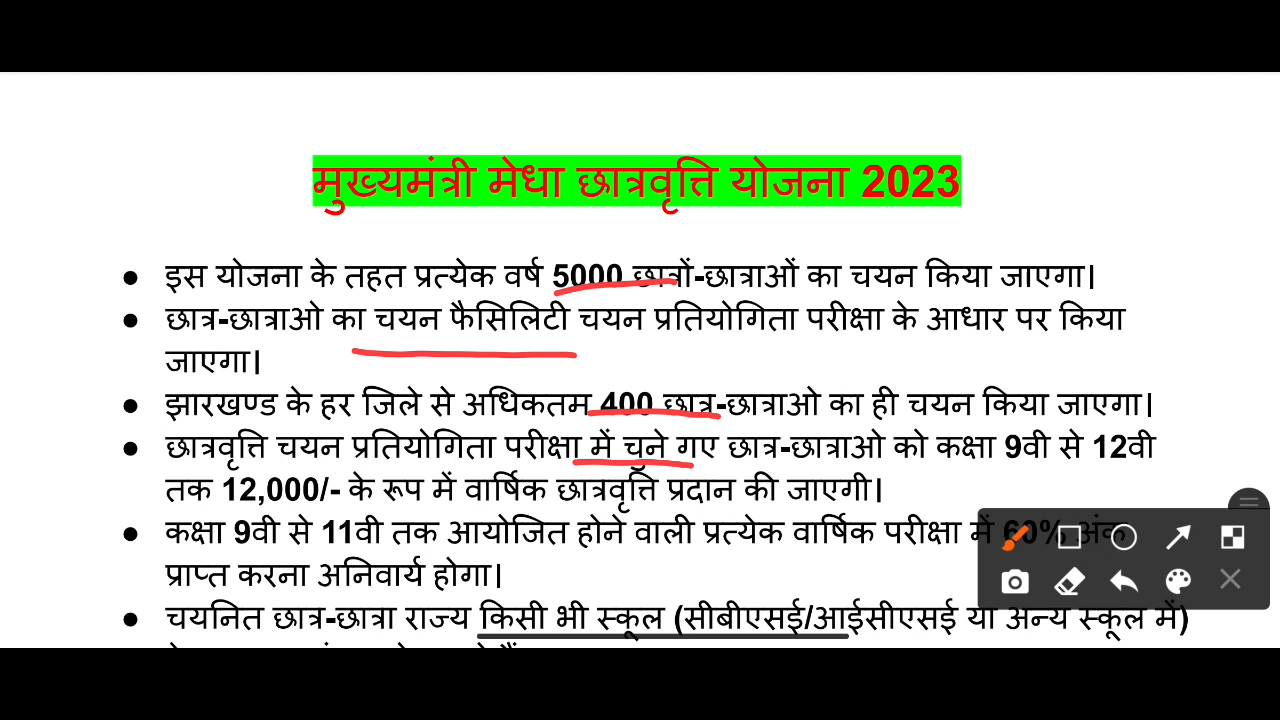 मुख्यमंत्री मेधा छात्रवृत्ति योजना 2023
● इस योजना के तहत प्रत्येक वर्ष 5000 छात्रों-छात्राओं का चयन किया जाएगा।
● छात्र-छात्राओ का चयन फैसिलिटी चयन प्रतियोगिता परीक्षा के आधार पर किया
जाएगा।
● झारखण्ड के हर जिले से अधिकतम 400 छात्र-छात्राओ का ही चयन किया जाएगा।
● छात्रवृत्ति चयन प्रतियोगिता परीक्षा में चुने गए छात्र-छात्राओ को कक्षा 9वी से 12वी
तक 12,000/- के रूप में वार्षिक छात्रवृत्ति प्रदान की जाएगी।
● कक्षा 9वी से 11वी तक आयोजित होने वाली प्रत्येक वार्षिक परीक्षा में 60% अंक
प्राप्त करना अनिवार्य होगा।
● चयनित छात्र-छात्रा राज्य किसी भी स्कूल (सीबीएसई/आईसीएसई या अन्य स्कूल में)